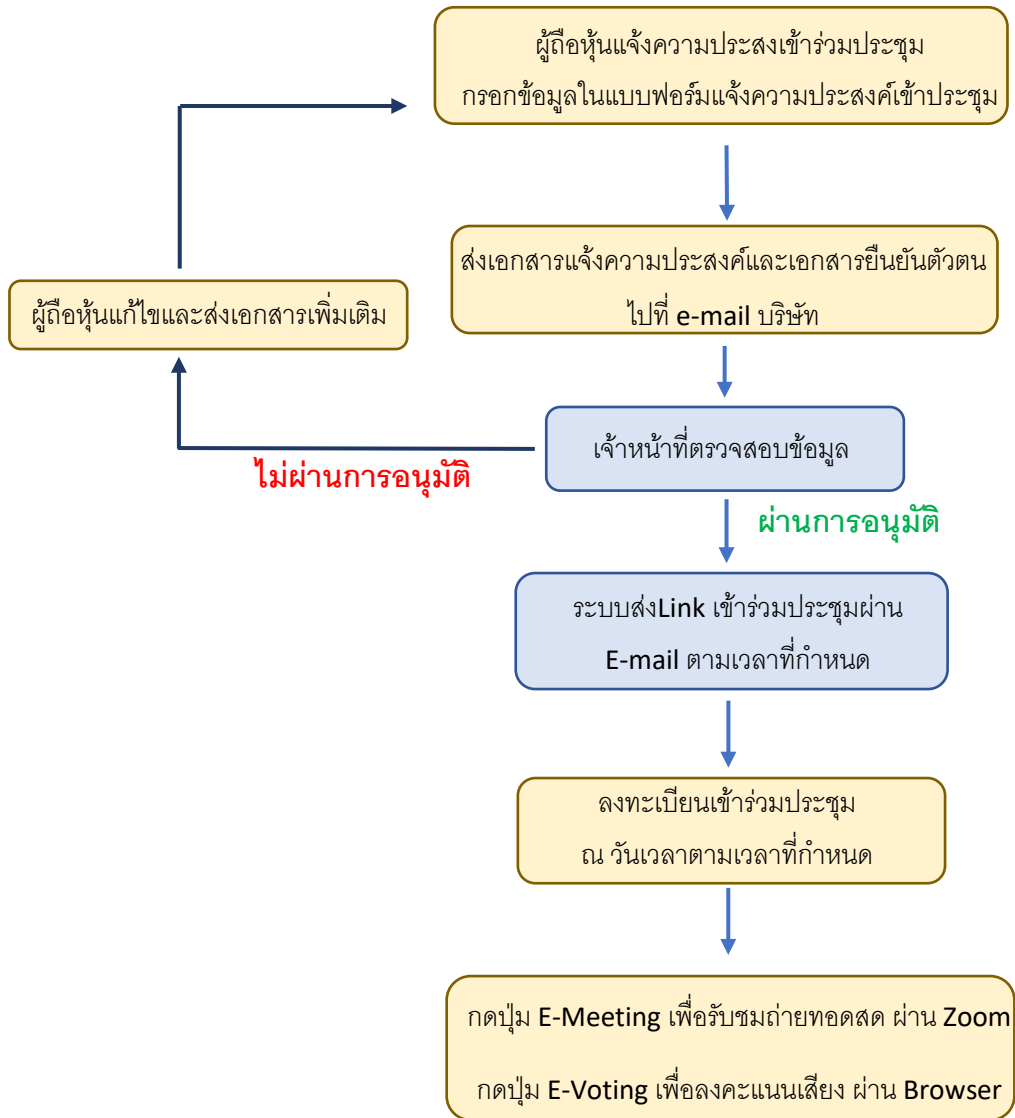 ผู้ถือหุ้นแจ้งความประสงเข้าร่วมประชุม
กรอกข้อมูลในแบบฟอร์มแจ้งความประสงค์เข้าประชุม
ส่งเอกสารแจ้งความประสงค์และเอกสารยืนยันตัวตน
ไปที่ e-mail บริษัท
ผู้ถือหุ้นแก้ไขและส่งเอกสารเพิ่มเติม
เจ้าหน้าที่ตรวจสอบข้อมูล
ไม่ผ่านการอนุมัติ
ผ่านการอนุมัติ
ระบบส่งLink เข้าร่วมประชุมผ่าน
E-mail ตามเวลาที่กำหนด
ลงทะเบียนเข้าร่วมประชุม
ณ วันเวลาตามเวลาที่กำหนด
กดปุ่ม E-Meeting เพื่อรับชมถ่ายทอดสด ผ่าน Zoom
กดปุ่ม E-Voting เพื่อลงคะแนนเสียง ผ่าน Browser